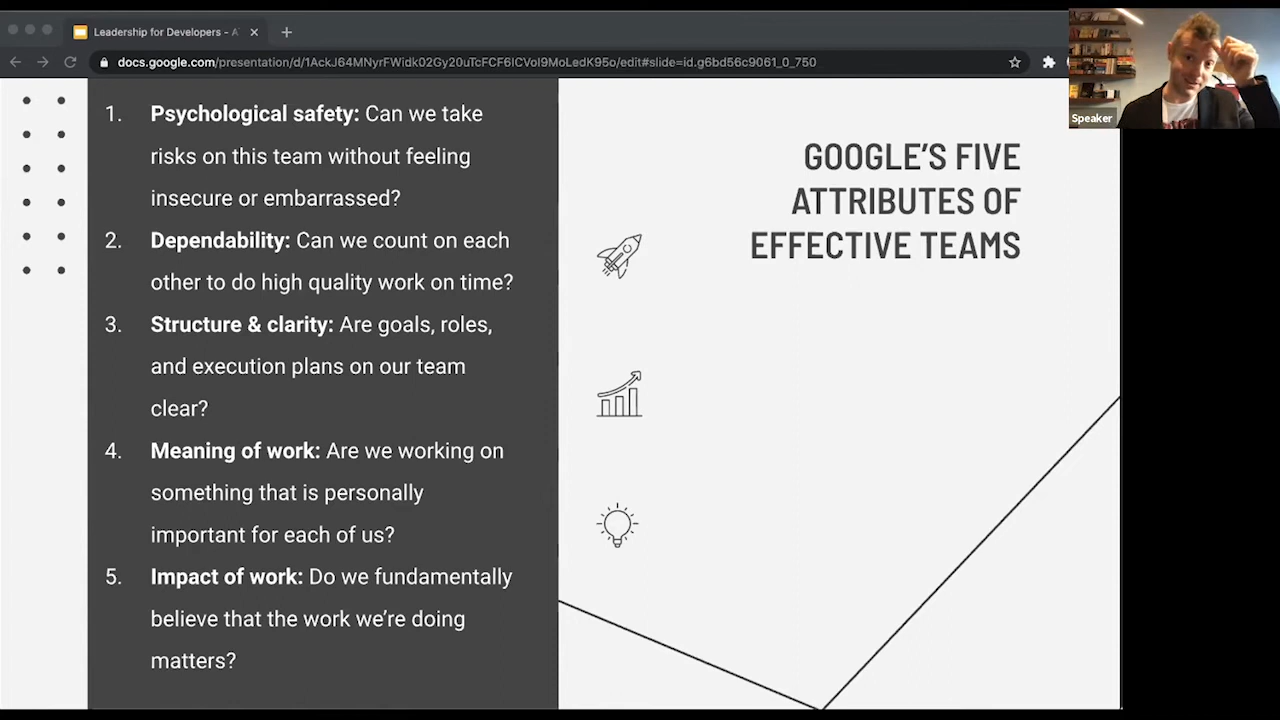 Leadership for Developers - A
docs.google.com/presentation/d/1AckJ64MNyrFWidk02Gy20uTcFCF6lCVoI9MoLedK95o/edit#slide=id.g6bd56c9061_0_750
Speaker
1. Psychological safety: Can we take
risks on this team without feeling
insecure or embarrassed?
2. Dependability: Can we count on each
other to do high quality work on time?
3. Structure & clarity: Are goals, roles,
and execution plans on our team
clear?
4. Meaning of work: Are we working on
something that is personally
important for each of us?
5. Impact of work: Do we fundamentally
believe that the work we’re doing
matters?
GOOGLE’S FIVE
ATTRIBUTES OF
EFFECTIVE TEAMS